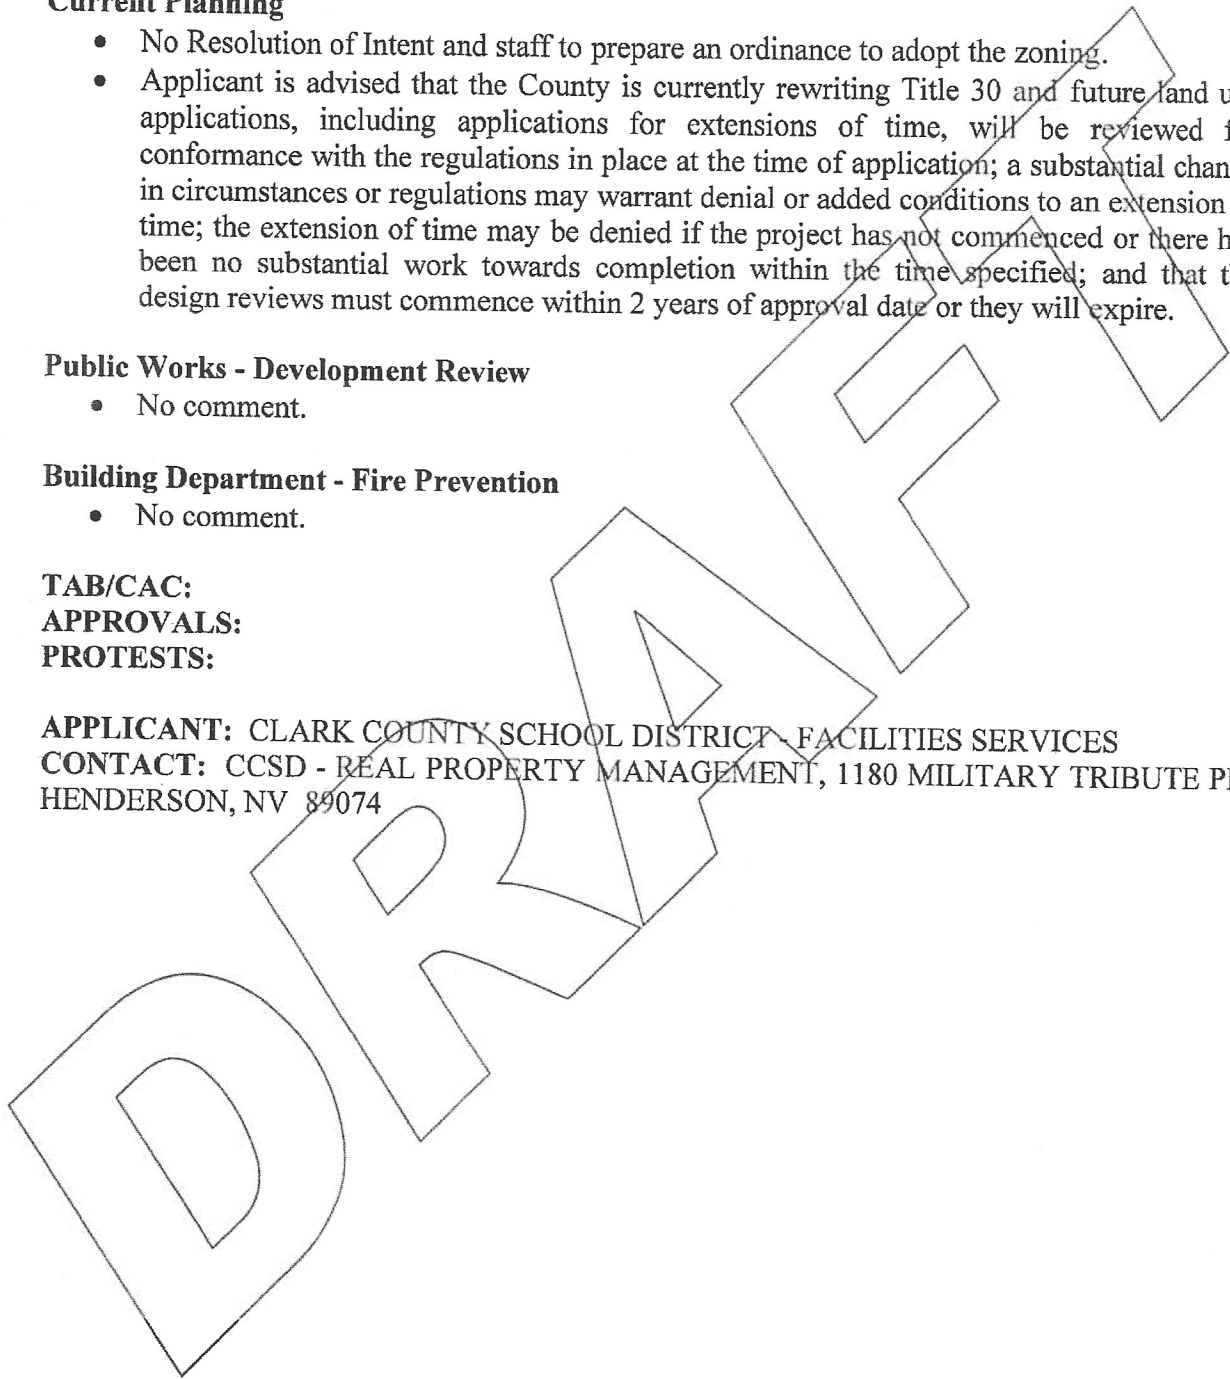 Current Planning
• No Resolution of Intent and staff to prepare an ordinance to adopt the zoning.
• Applicant is advised that the County is currently rewriting Title 30 and future land
applications, including applications for extensions of time, will be reviewed
conformance with the regulations in place at the time of application; a substantial
in circumstances or regulations may warrant denial or added conditions to an extension
time; the extension of time may be denied if the project has not commenced or there
been no substantial work towards completion within the time specified; and that
design reviews must commence within 2 years of approval date or they will expire.
Public Works - Development Review
• No comment.
Building Department - Fire Prevention
• No comment.
TAB/CAC:
APPROVALS:
PROTESTS:
APPLICANT: CLARK COUNTY SCHOOL DISTRICT - FACILITIES SERVICES
CONTACT: CCSD - REAL PROPERTY MANAGEMENT, 1180 MILITARY TRIBUTE
HENDERSON, NV 89074
DRAFT